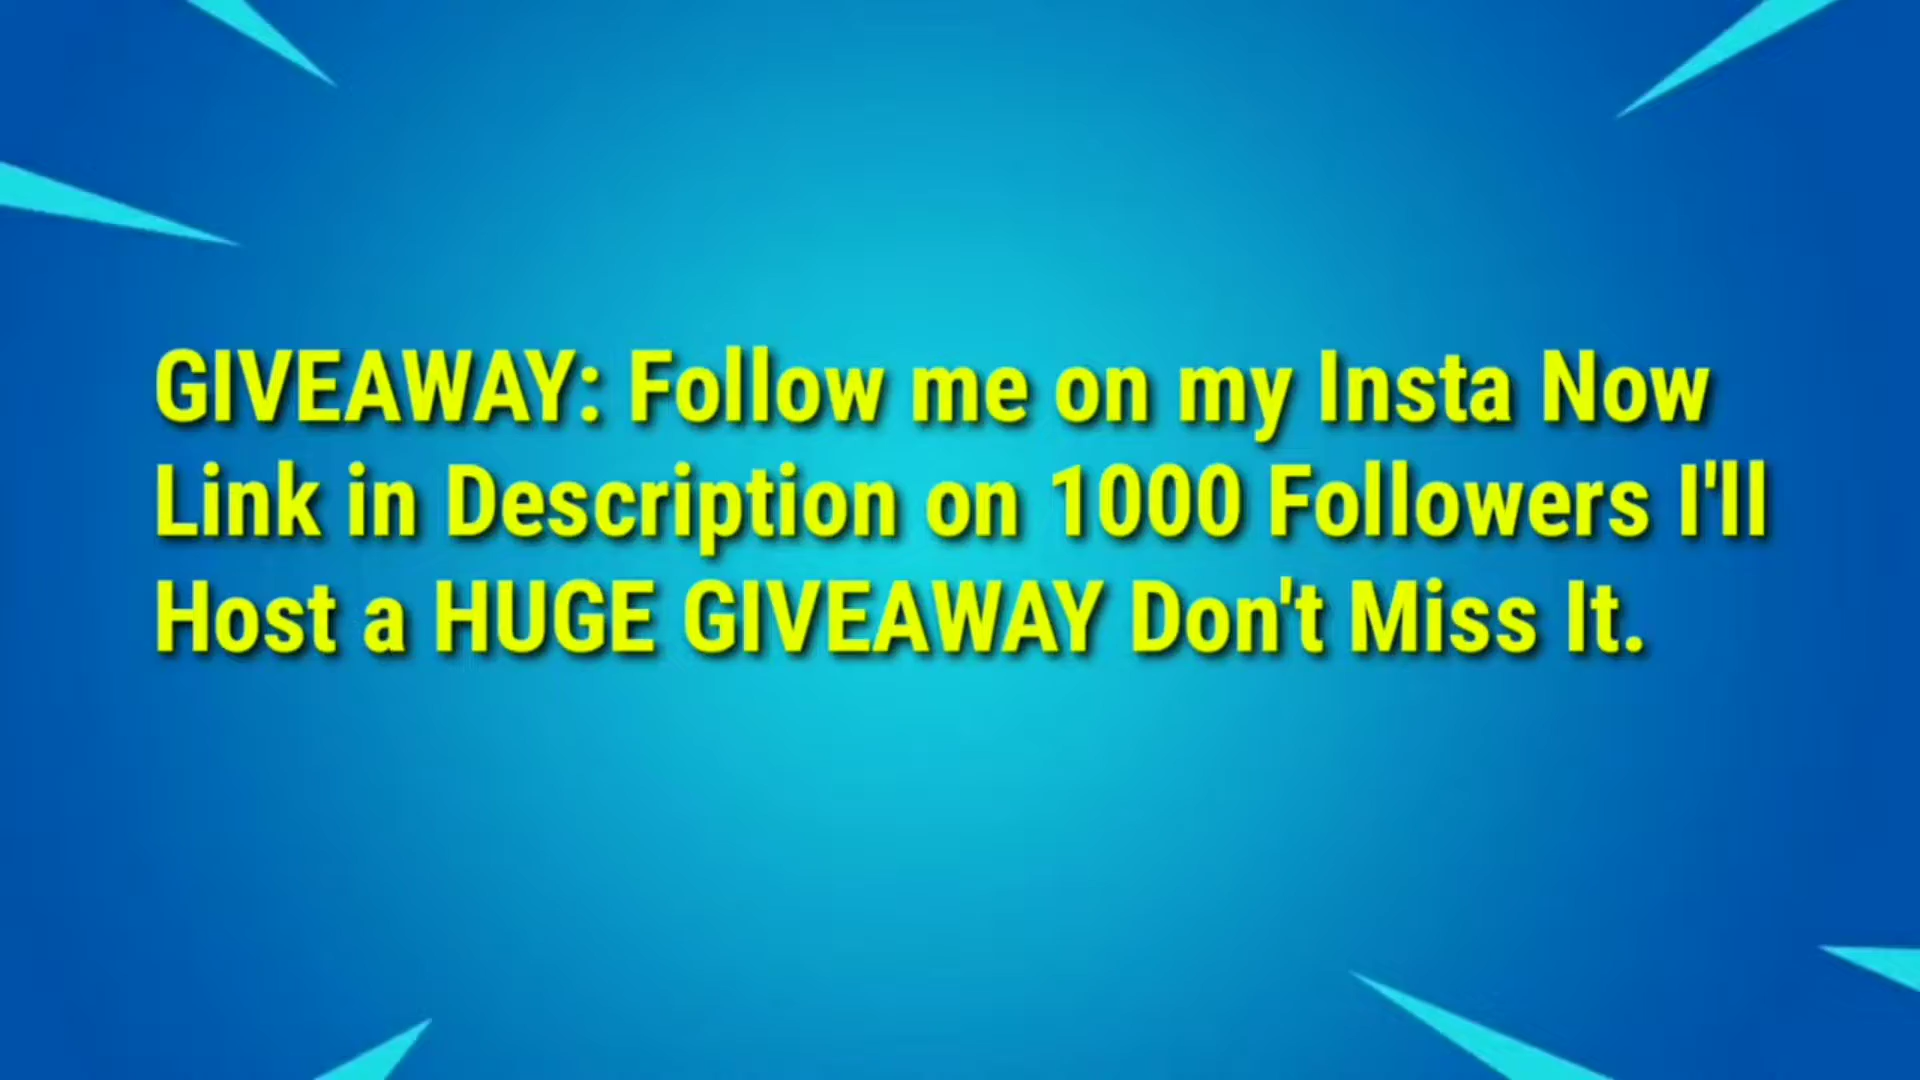 GIVEAWAY: Follow me on my Insta Now
Link in Description on 1000 Followers I'll
Host a HUGE GIVEAWAY Don't Miss It.